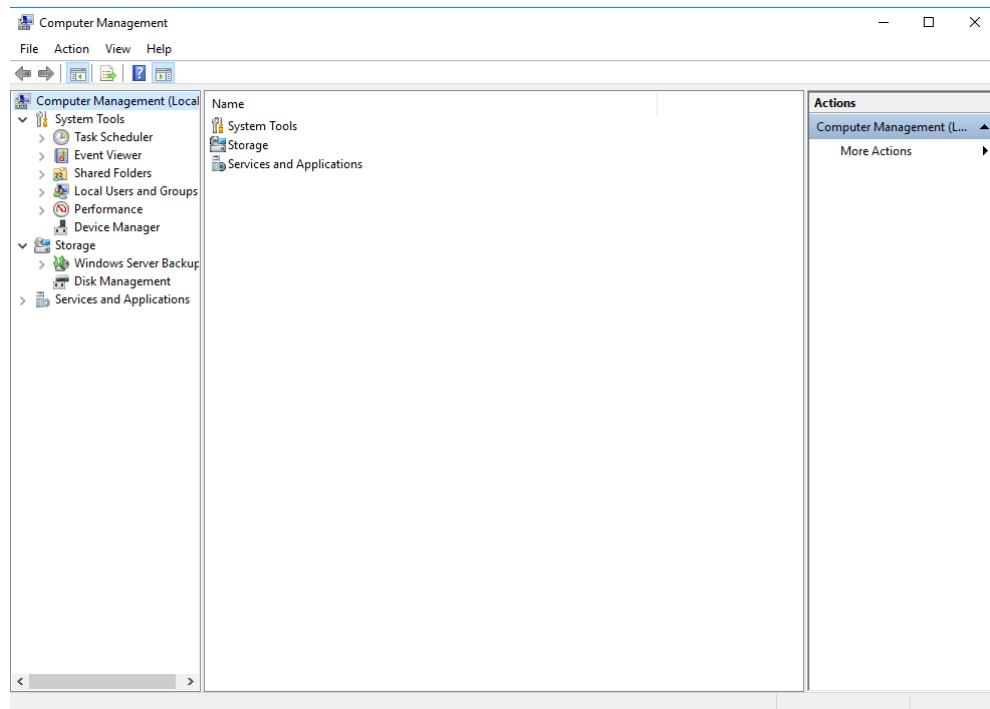 Computer Management
File Action View Help
Computer Management (Local
System Tools
Task Scheduler
Event Viewer
Shared Folders
Local Users and Groups
Performance
Device Manager
Storage
Windows Server Backup
Disk Management
Services and Applications
Name
System Tools
Storage
Services and Applications
Actions
Computer Management (L...
More Actions